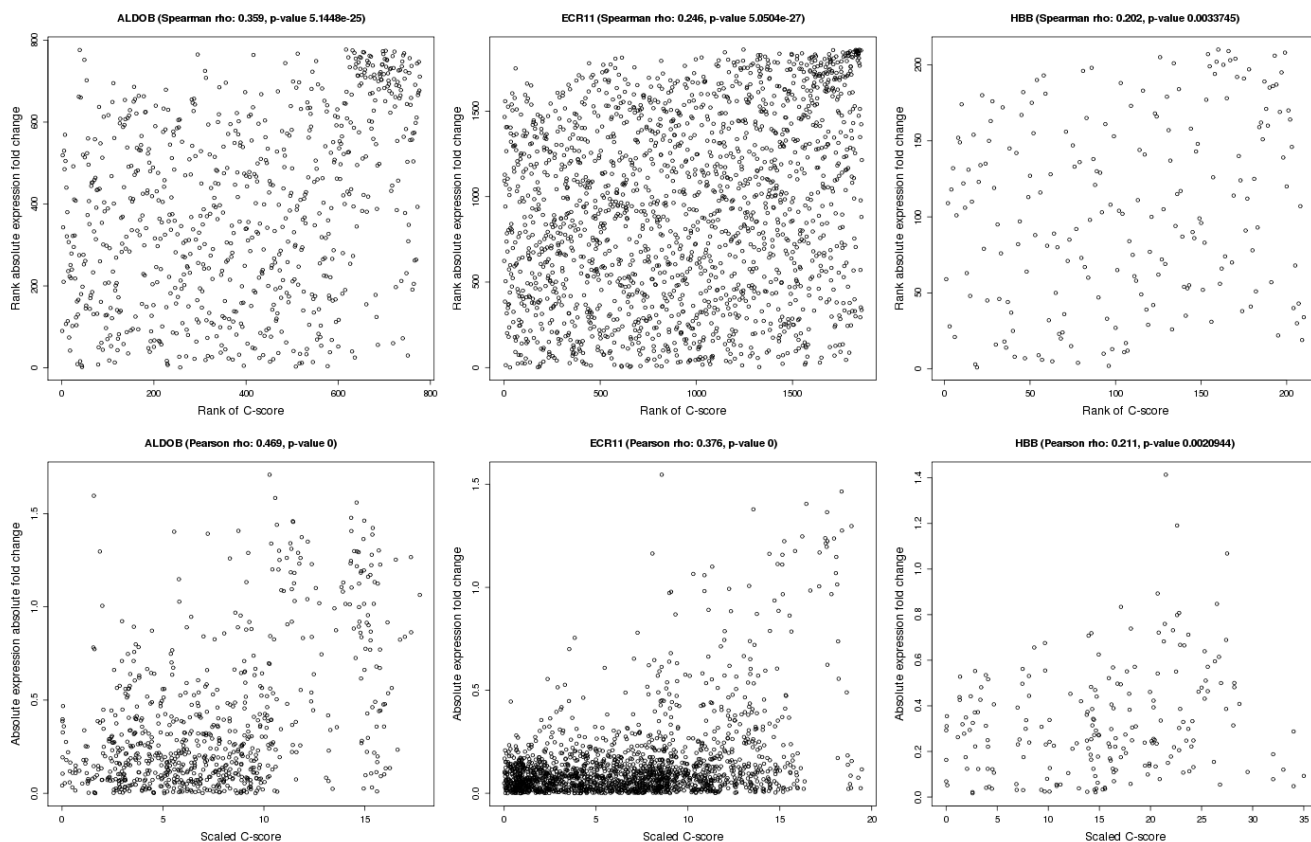 ALDOB (Spearman rho: 0.359, p-value 5.1448e-25)
Rank absolute expression fold change
800
600
400
200
0
0 200 400 600 800
Rank of C-score
ECR11 (Spearman rho: 0.246, p-value 5.0504e-27)
Rank absolute expression fold change
1500
1000
500
0
0 500 1000 1500
Rank of C-score
HBB (Spearman rho: 0.202, p-value 0.0033745)
Rank absolute expression fold change
200
150
100
50
0
0 50 100 150 200
Rank of C-score
ALDOB (Pearson rho: 0.469, p-value 0)
Absolute expression absolute fold change
1.5
1.0
0.5
0.0
0 5 10 15
Scaled C-score
ECR11 (Pearson rho: 0.376, p-value 0)
Absolute expression fold change
1.5
1.0
0.5
0.0
0 5 10 15 20
Scaled C-score
HBB (Pearson rho: 0.211, p-value 0.0020944)
Absolute expression fold change
1.4
1.2
1.0
0.8
0.6
0.4
0.2
0.0
0 5 10 15 20 25 30 35
Scaled C-score